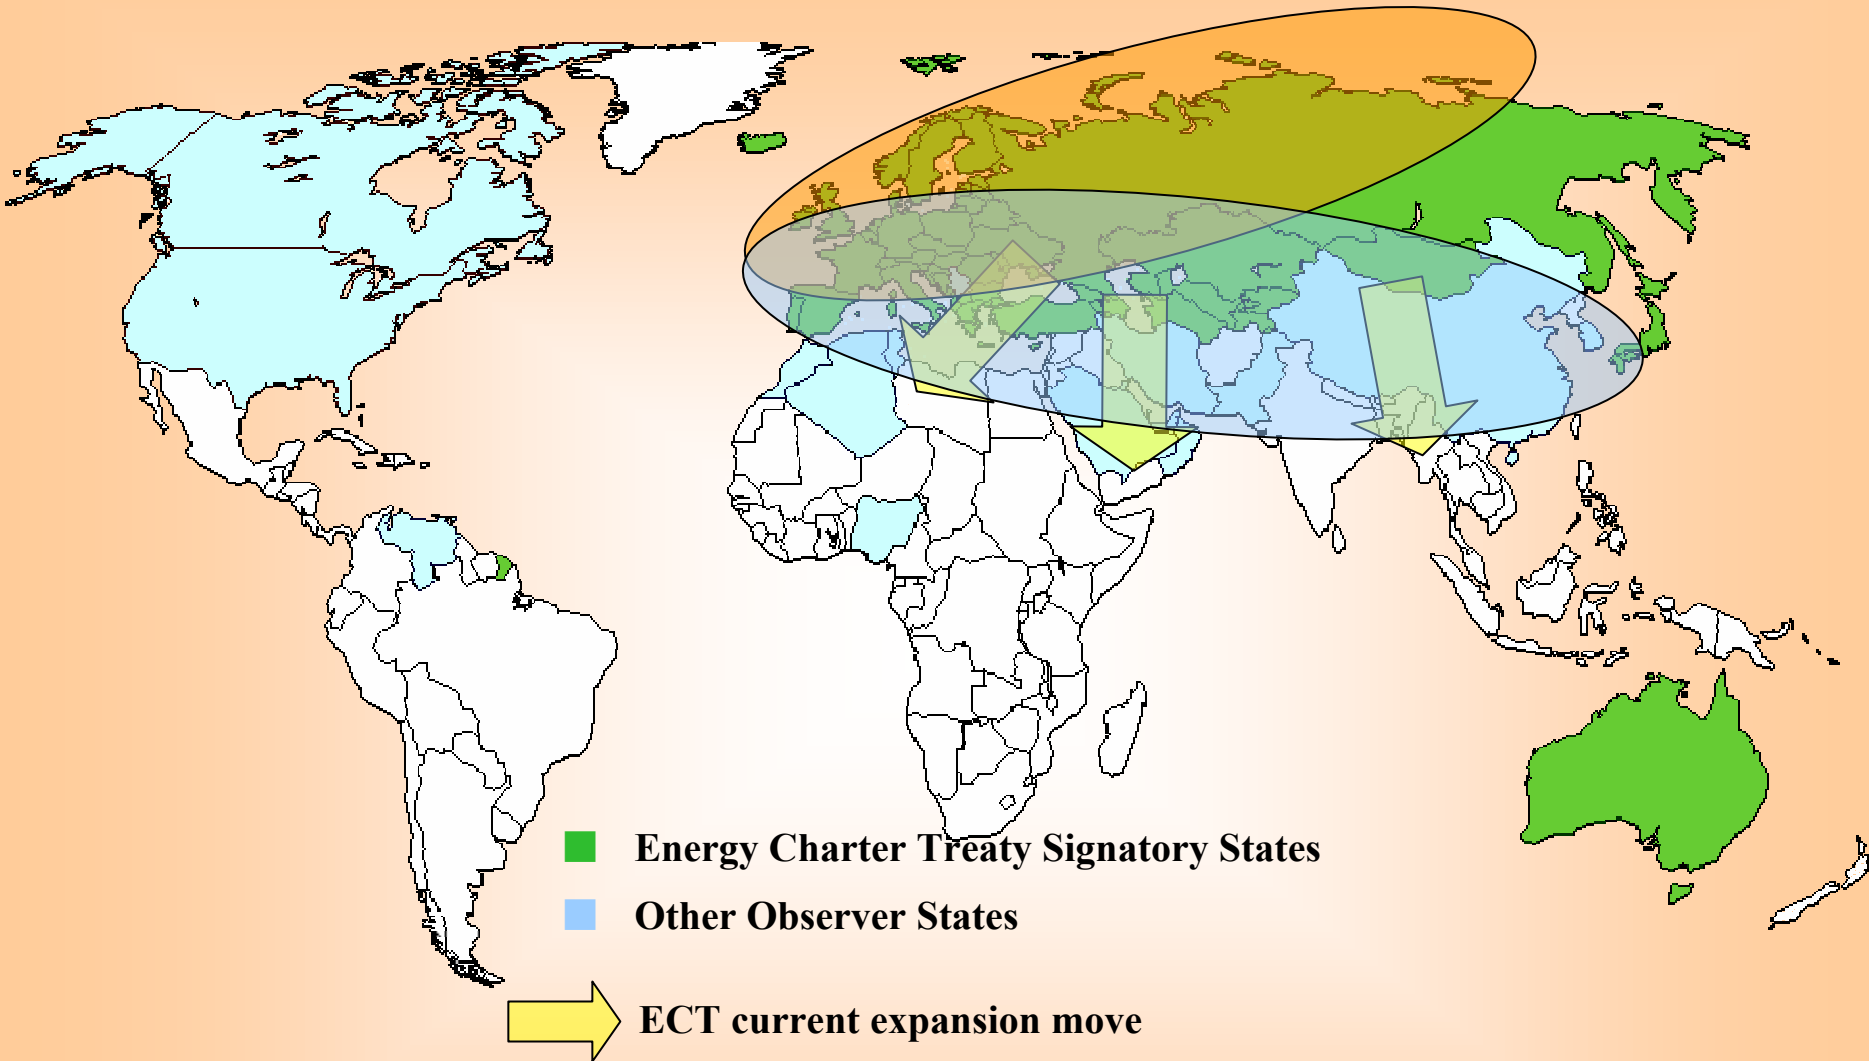 Energy Charter Treaty Signatory States
Other Observer States
ECT current expansion move